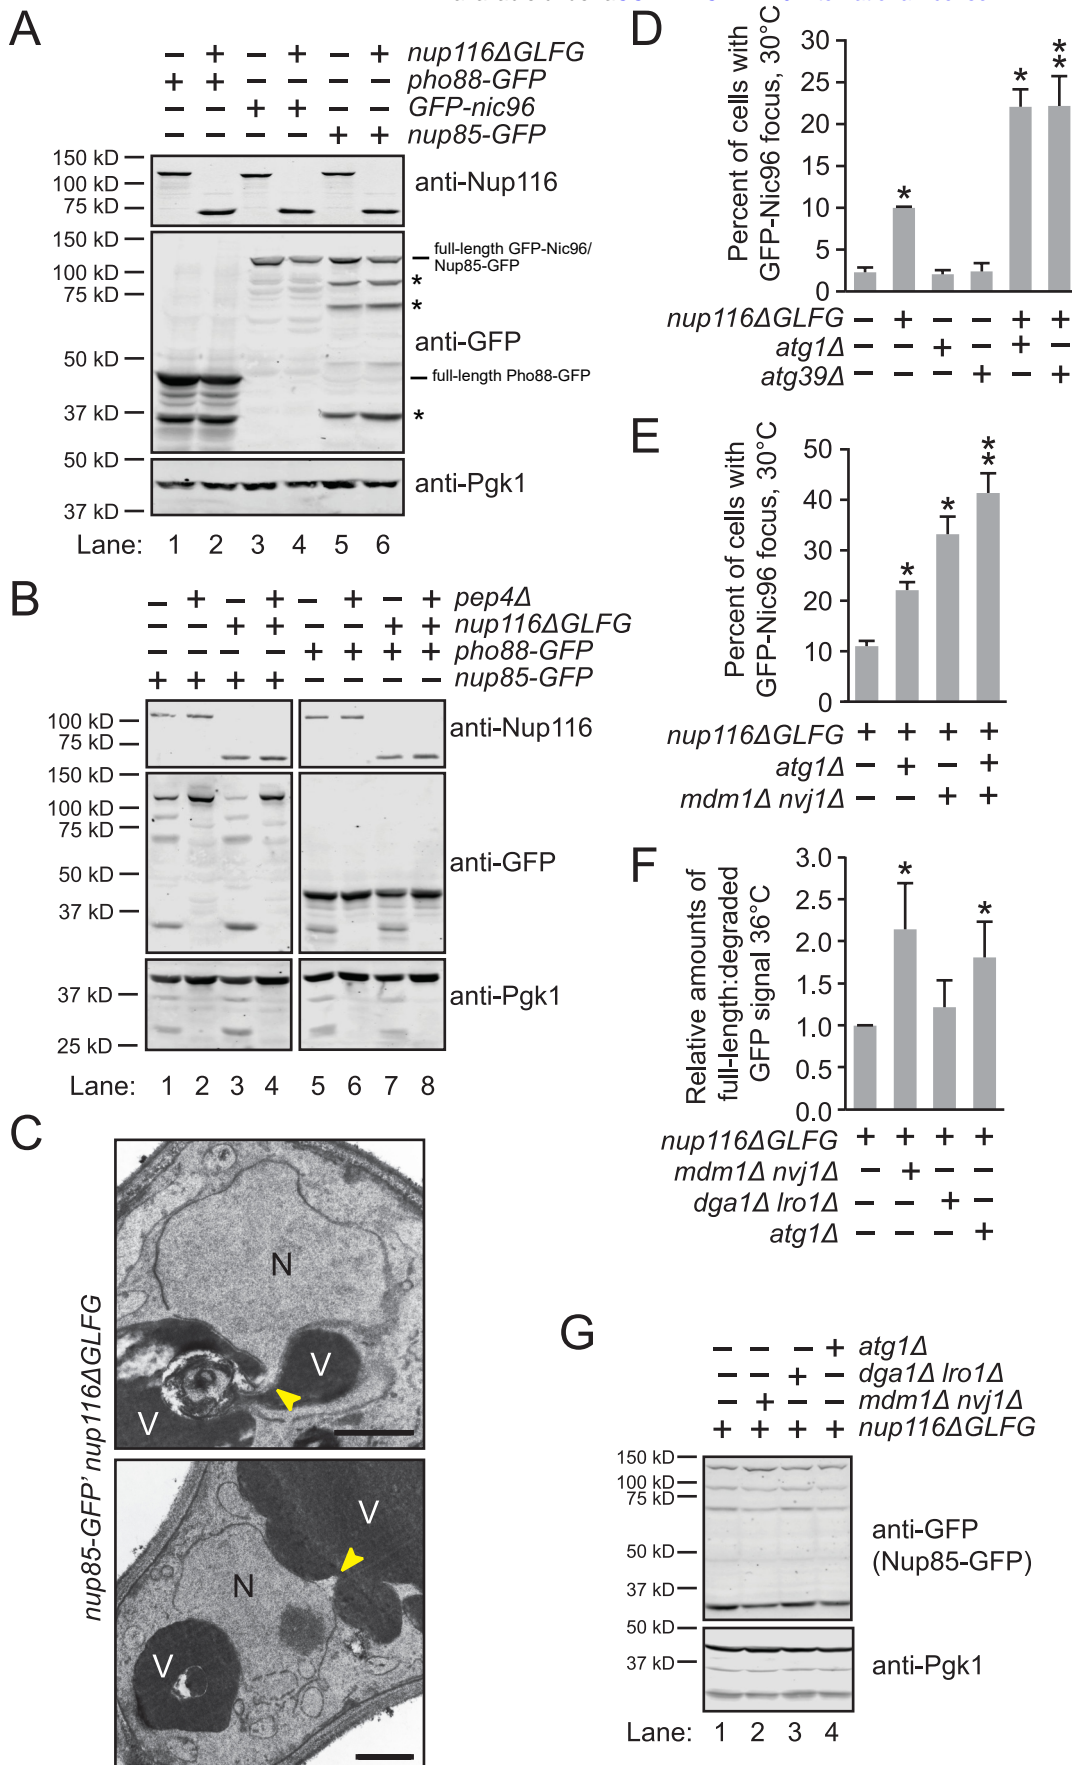 A
– + – + – + nup116ΔGLFG
+ + – – – – pho88-GFP
– – + + – – GFP-nic96
– – – – + + nup85-GFP
150 kD
100 kD
75 kD
anti-Nup116
150 kD
100 kD
75 kD
50 kD
37 kD
full-length GFP-Nic96/
Nup85-GFP
*
*
anti-GFP
full-length Pho88-GFP
*
50 kD
37 kD
anti-Pgk1
Lane: 1 2 3 4 5 6
B
– + – + – + – + pep4Δ
– – + + – – + + nup116ΔGLFG
– – – – + + + + pho88-GFP
+ + + + – – – – nup85-GFP
100 kD
75 kD
anti-Nup116
150 kD
100 kD
75 kD
50 kD
37 kD
anti-GFP
37 kD
25 kD
anti-Pgk1
Lane: 1 2 3 4 5 6 7 8
C
nup85-GFP' nup116ΔGLFG
N
V
V
V
N
V
D
Percent of cells with
GFP-Nic96 focus, 30°C
30
25
20
15
10
5
0
* * **
nup116ΔGLFG – + – – + +
atg1Δ – – + – + –
atg39Δ – – – + – +
E
Percent of cells with
GFP-Nic96 focus, 30°C
50
40
30
20
10
0
* * **
nup116ΔGLFG + + + +
atg1Δ – + – +
mdm1Δ nvj1Δ – – + +
F
Relative amounts of
full-length:degraded
GFP signal 36°C
3.0
2.5
2.0
1.5
1.0
0.5
0.0
* *
nup116ΔGLFG + + + +
mdm1Δ nvj1Δ – + – –
dga1Δ lro1Δ – – + –
atg1Δ – – – +
G
– – – + atg1Δ
– – + – dga1Δ lro1Δ
– + – – mdm1Δ nvj1Δ
+ + + + nup116ΔGLFG
150 kD
100 kD
75 kD
50 kD
37 kD
anti-GFP
(Nup85-GFP)
50 kD
37 kD
anti-Pgk1
Lane: 1 2 3 4